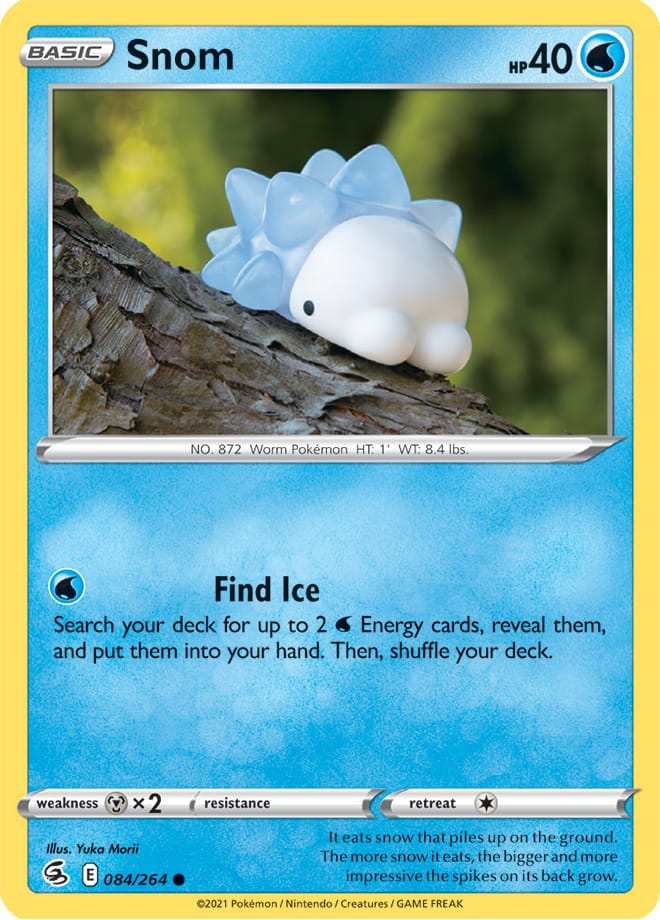 BASIC Snom HP40
NO. 872 Worm Pokémon HT: 1' WT: 8.4 lbs.
Find Ice
Search your deck for up to 2 Energy cards, reveal them,
and put them into your hand. Then, shuffle your deck.
weakness ×2 resistance retreat
Illus. Yuka Morii
E 084/264
It eats snow that piles up on the ground.
The more snow it eats, the bigger and more
impressive the spikes on its back grow.
©2021 Pokémon / Nintendo / Creatures / GAME FREAK